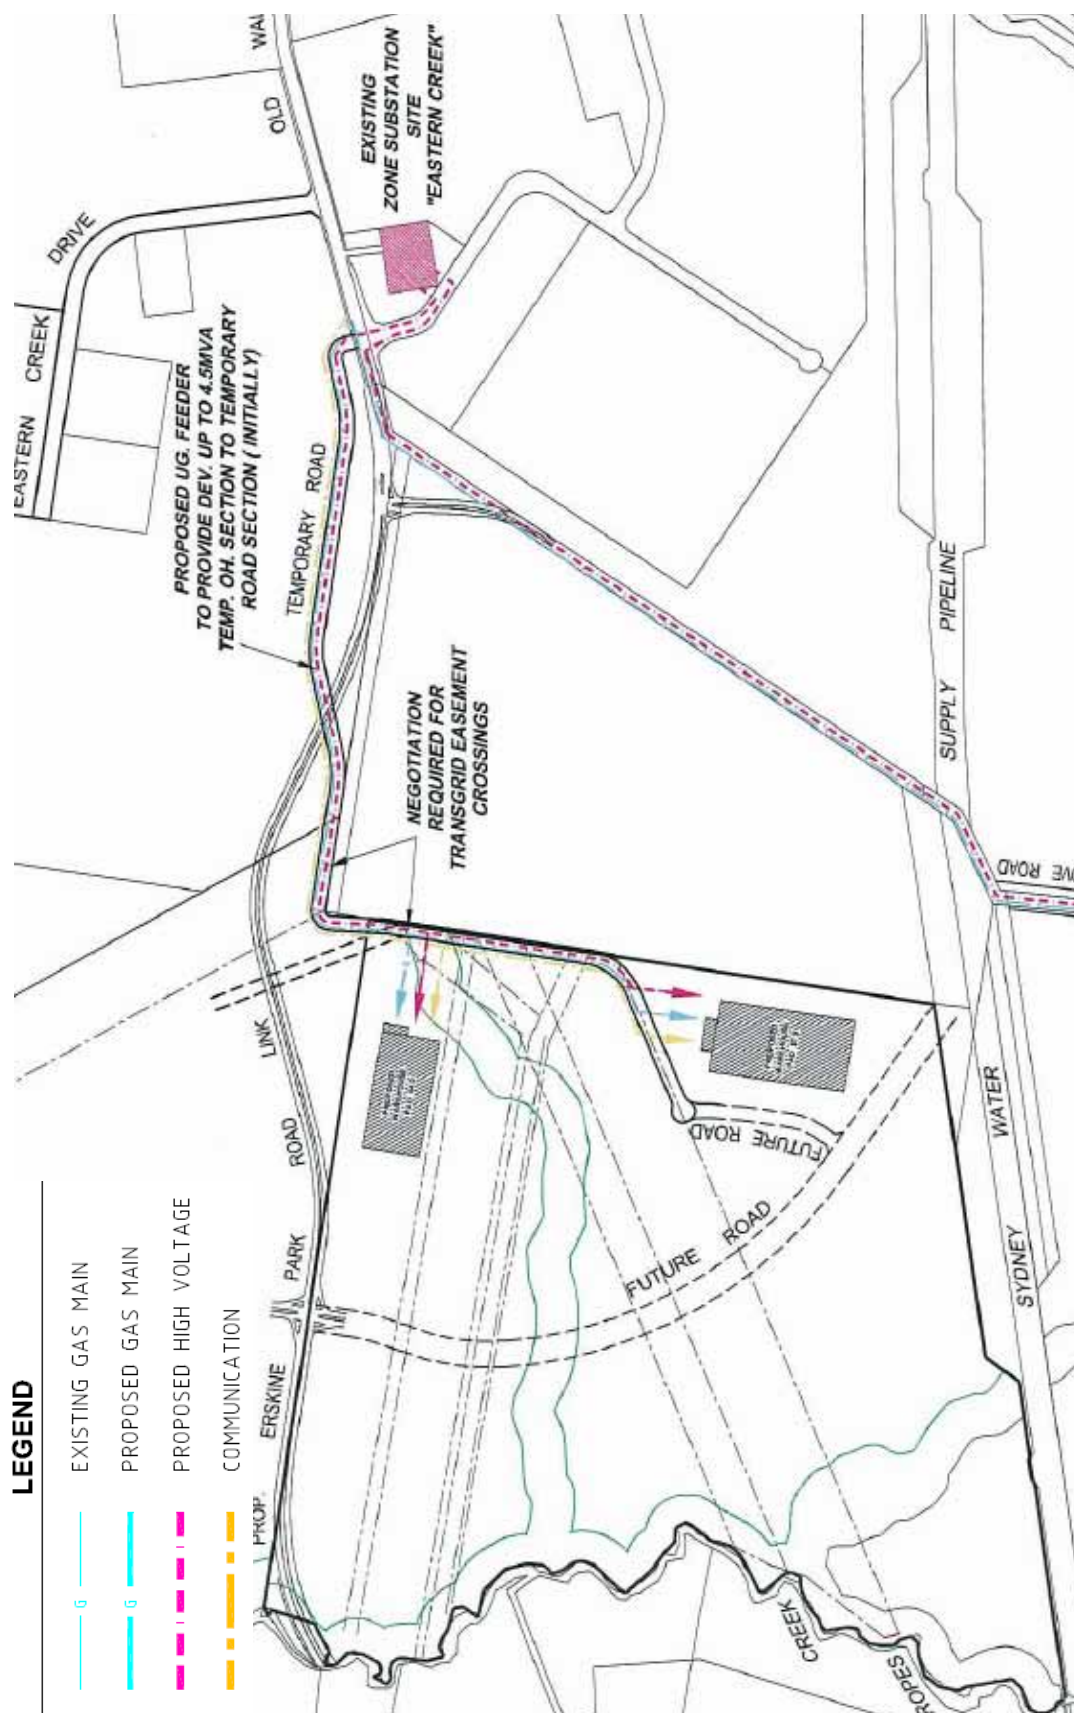 OLD
WAL
EXISTING
ZONE SUBSTATION
SITE
"EASTERN CREEK"
DRIVE
EASTERN CREEK
PROPOSED UG. FEEDER
TO PROVIDE DEV. UP TO 4.5MVA
TEMP. OH. SECTION TO TEMPORARY
ROAD SECTION ( INITIALLY)
TEMPORARY ROAD
NEGOTIATION
REQUIRED FOR
TRANSGRID EASEMENT
CROSSINGS
SUPPLY PIPELINE
VE ROAD
PROP. ERSKINE PARK ROAD LINK
FUTURE ROAD
FUTURE ROAD
SYDNEY WATER
ROPES CREEK
LEGEND
G EXISTING GAS MAIN
G PROPOSED GAS MAIN
PROPOSED HIGH VOLTAGE
COMMUNICATION